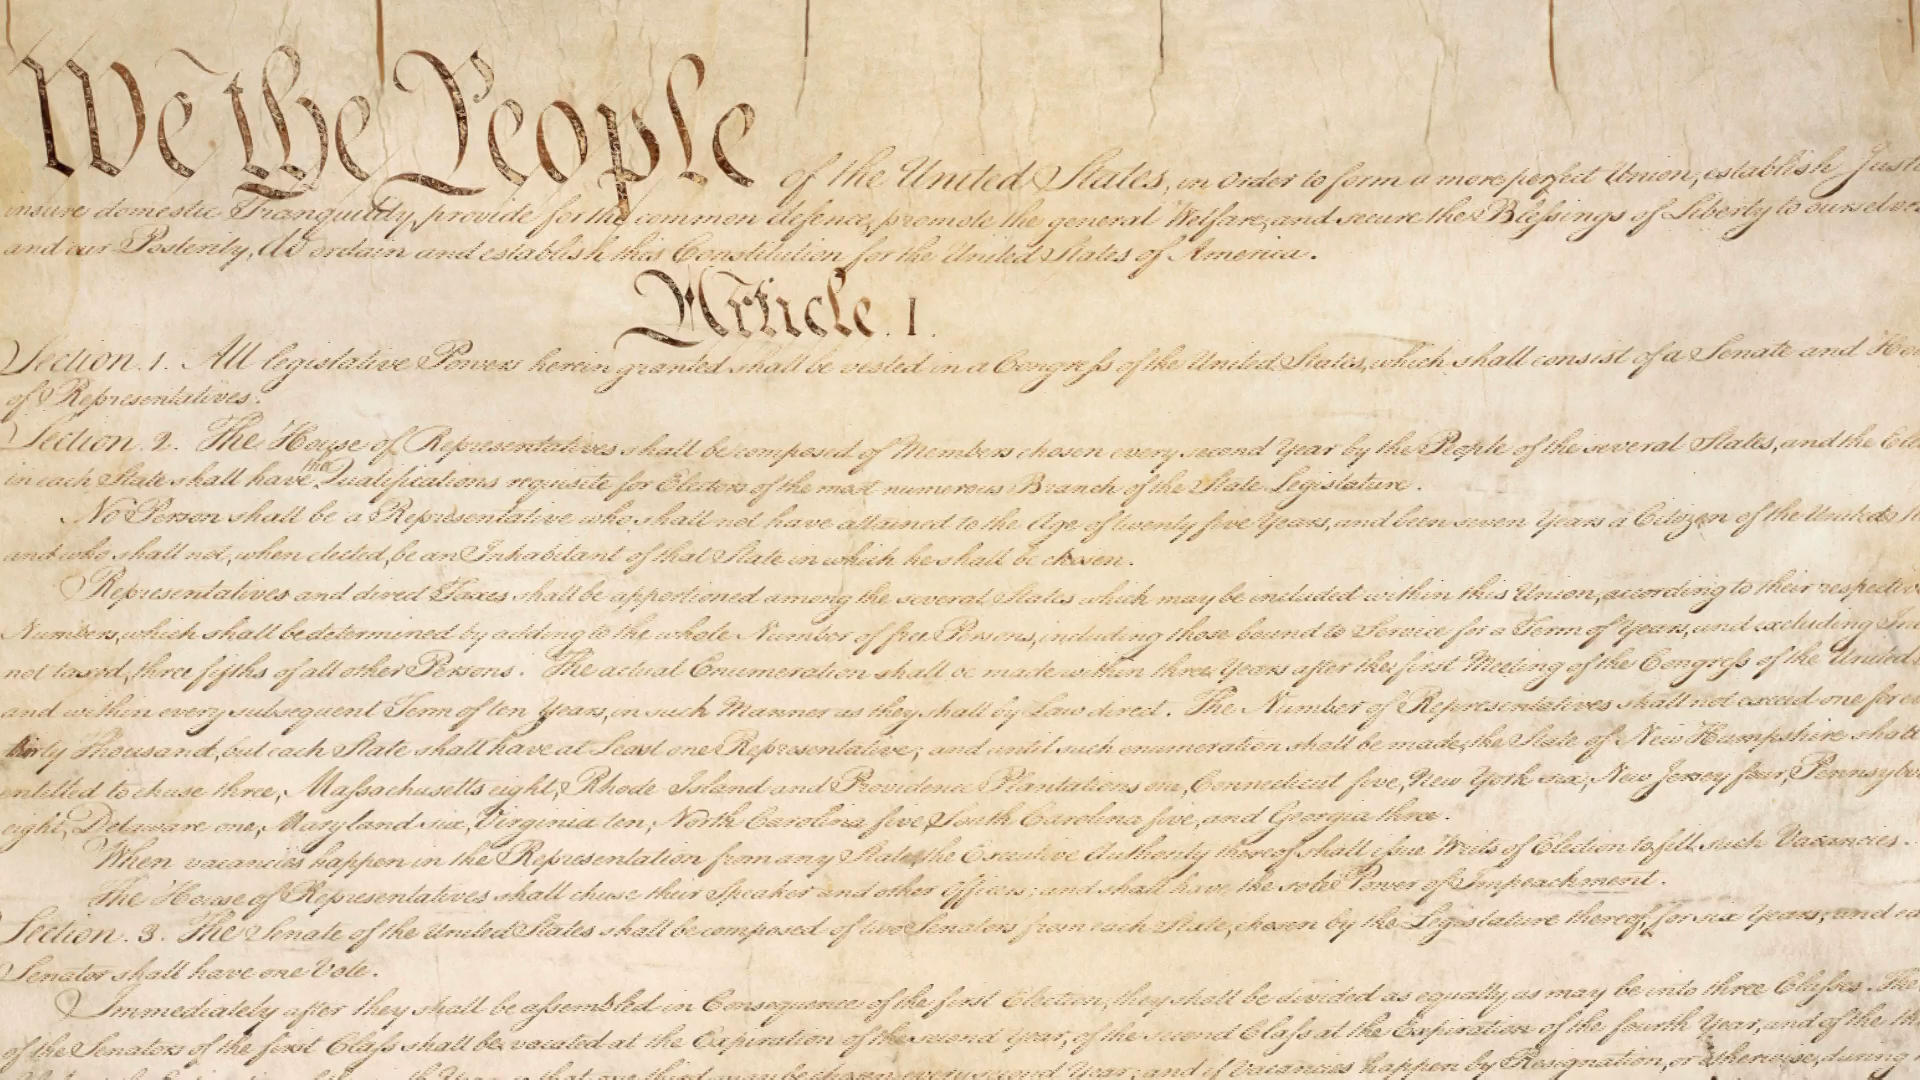 We the People of the United States, in Order to form a more perfect Union, establish Justi
insure domestic Tranquility, provide for the common defence, promote the general Welfare, and secure the Blessings of Liberty to ourselves
and our Posterity, do ordain and establish this Constitution for the United States of America.
Article. I.
Section. 1. All legislative Powers herein granted shall be vested in a Congress of the United States, which shall consist of a Senate and Hou
of Representatives.
Section. 2. The House of Representatives shall be composed of Members chosen every second Year by the People of the several States, and the Elec
in each State shall have the Qualifications requisite for Electors of the most numerous Branch of the State Legislature.
No Person shall be a Representative who shall not have attained to the Age of twenty five Years, and been seven Years a Citizen of the United St
and who shall not, when elected, be an Inhabitant of that State in which he shall be chosen.
Representatives and direct Taxes shall be apportioned among the several States which may be included within this Union, according to their respective
Numbers, which shall be determined by adding to the whole Number of free Persons, including those bound to Service for a Term of Years, and excluding In
not taxed, three fifths of all other Persons. The actual Enumeration shall be made within three Years after the first Meeting of the Congress of the United
and within every subsequent Term of ten Years, in such Manner as they shall by Law direct. The Number of Representatives shall not exceed one for e
thirty Thousand, but each State shall have at Least one Representative; and until such enumeration shall be made, the State of New Hampshire shall
entitled to chuse three, Massachusetts eight, Rhode Island and Providence Plantations one, Connecticut five, New York six, New Jersey four, Pennsylva
eight, Delaware one, Maryland six, Virginia ten, North Carolina five, South Carolina five, and Georgia three.
When vacancies happen in the Representation from any State, the Executive Authority thereof shall issue Writs of Election to fill such Vacancies.
The House of Representatives shall chuse their Speaker and other Officers; and shall have the sole Power of Impeachment.
Section. 3. The Senate of the United States shall be composed of two Senators from each State, chosen by the Legislature thereof, for six Years; and ea
Senator shall have one Vote.
Immediately after they shall be assembled in Consequence of the first Election, they shall be divided as equally as may be into three Classes. The
of the Senators of the first Class shall be vacated at the Expiration of the second Year, of the second Class at the Expiration of the fourth Year, and of the th
be chosen every second Year; and if Vacancies happen by Resignation, or otherwise, during